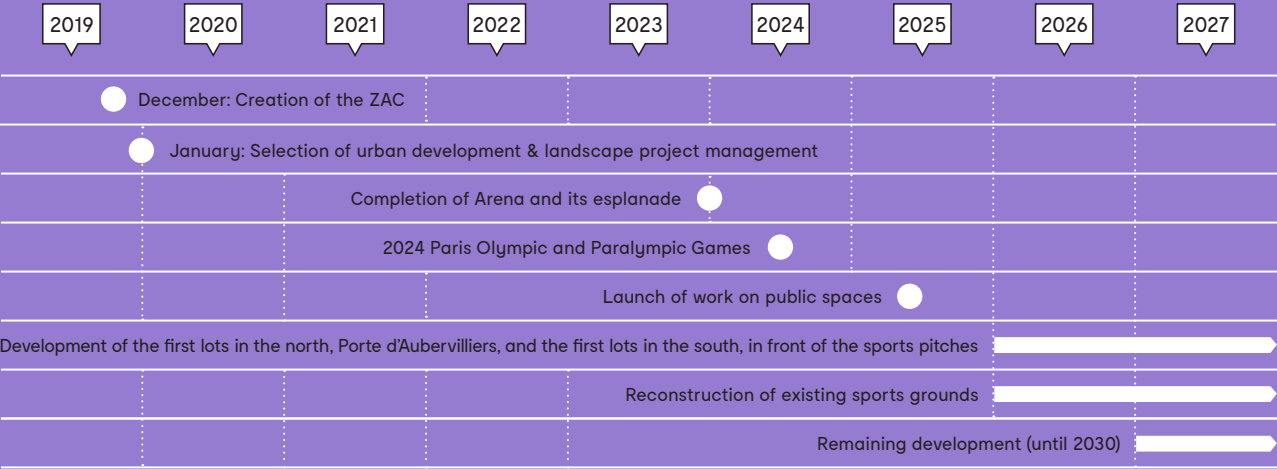 2019 2020 2021 2022 2023 2024 2025 2026 2027
December: Creation of the ZAC
January: Selection of urban development & landscape project management
Completion of Arena and its esplanade
2024 Paris Olympic and Paralympic Games
Launch of work on public spaces
Development of the first lots in the north, Porte d'Aubervilliers, and the first lots in the south, in front of the sports pitches
Reconstruction of existing sports grounds
Remaining development (until 2030)